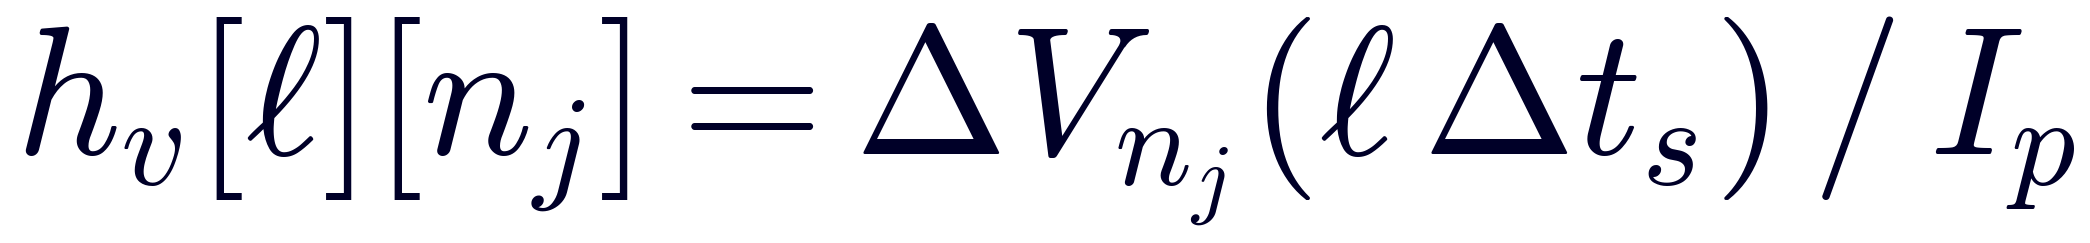 h_v[ℓ][n_j] = ΔV_{n_j}(ℓ Δt_s) / I_p